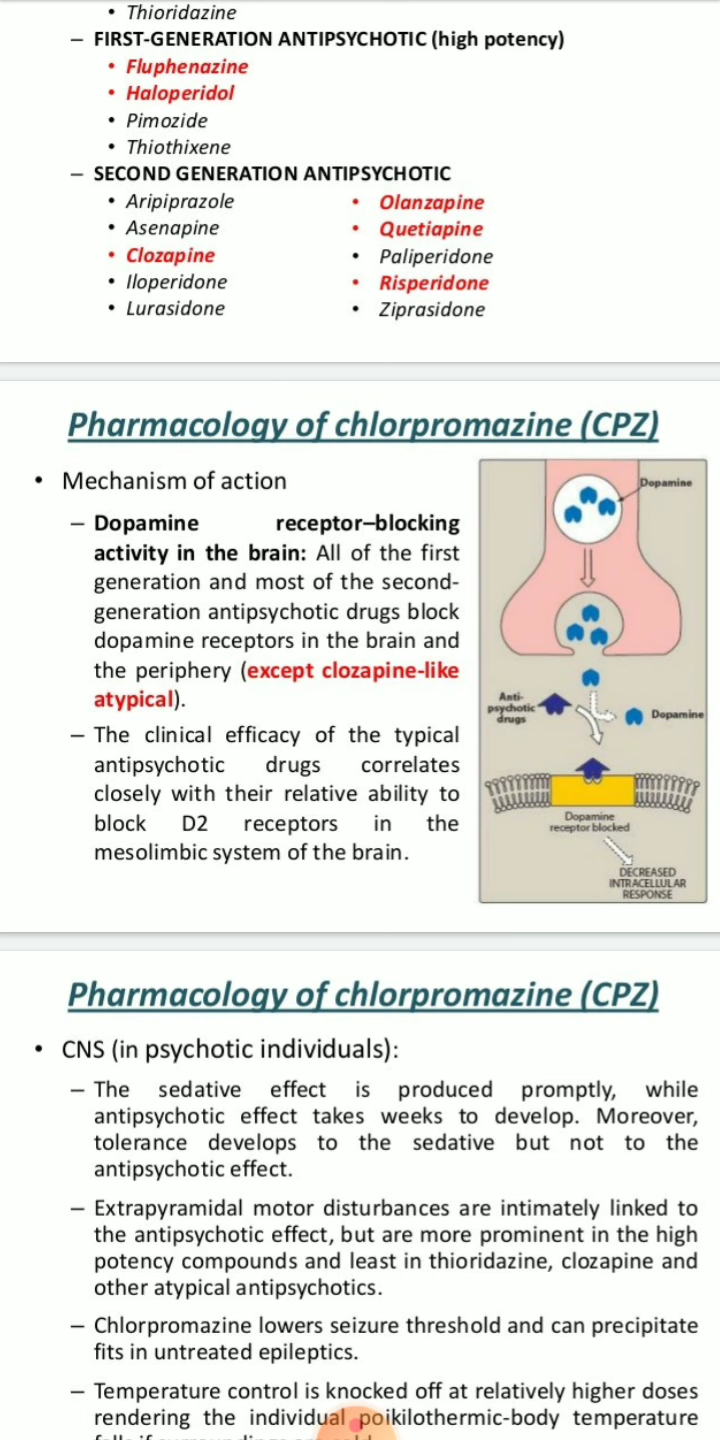 • Thioridazine
– FIRST-GENERATION ANTIPSYCHOTIC (high potency)
• Fluphenazine
• Haloperidol
• Pimozide
• Thiothixene
– SECOND GENERATION ANTIPSYCHOTIC
• Aripiprazole
• Asenapine
• Clozapine
• Iloperidone
• Lurasidone
• Olanzapine
• Quetiapine
• Paliperidone
• Risperidone
• Ziprasidone
Pharmacology of chlorpromazine (CPZ)
• Mechanism of action
– Dopamine receptor–blocking
activity in the brain: All of the first
generation and most of the second-
generation antipsychotic drugs block
dopamine receptors in the brain and
the periphery (except clozapine-like
atypical).
– The clinical efficacy of the typical
antipsychotic drugs correlates
closely with their relative ability to
block D2 receptors in the
mesolimbic system of the brain.
Dopamine
Anti-
psychotic
drugs
Dopamine
Dopamine
receptor blocked
DECREASED
INTRACELLULAR
RESPONSE
Pharmacology of chlorpromazine (CPZ)
• CNS (in psychotic individuals):
– The sedative effect is produced promptly, while
antipsychotic effect takes weeks to develop. Moreover,
tolerance develops to the sedative but not to the
antipsychotic effect.
– Extrapyramidal motor disturbances are intimately linked to
the antipsychotic effect, but are more prominent in the high
potency compounds and least in thioridazine, clozapine and
other atypical antipsychotics.
– Chlorpromazine lowers seizure threshold and can precipitate
fits in untreated epileptics.
– Temperature control is knocked off at relatively higher doses
rendering the individual poikilothermic-body temperature